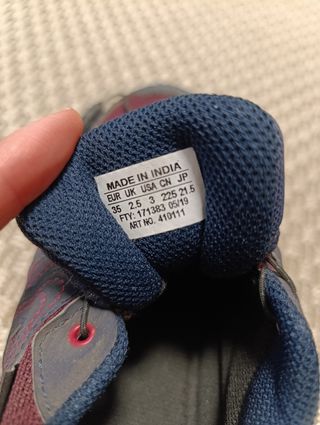 MADE IN INDIA
EUR UK USA CN JP
35 2.5 3 225 21.5
FTY: 171383 05/19
ART NO. 410111